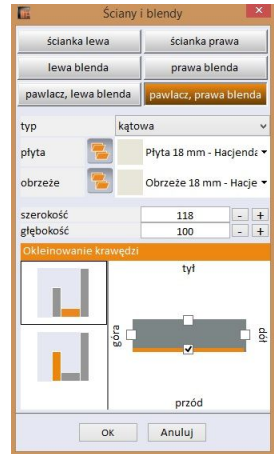 Ściany i blendy
ścianka lewa ścianka prawa
lewa blenda prawa blenda
pawlacz, lewa blenda pawlacz, prawa blenda
typ kątowa
płyta Płyta 18 mm - Hacjenda
obrzeże Obrzeże 18 mm - Hacje
szerokość 118 - +
głębokość 100 - +
Okleinowanie krawędzi
tył
góra
dół
przód
OK Anuluj